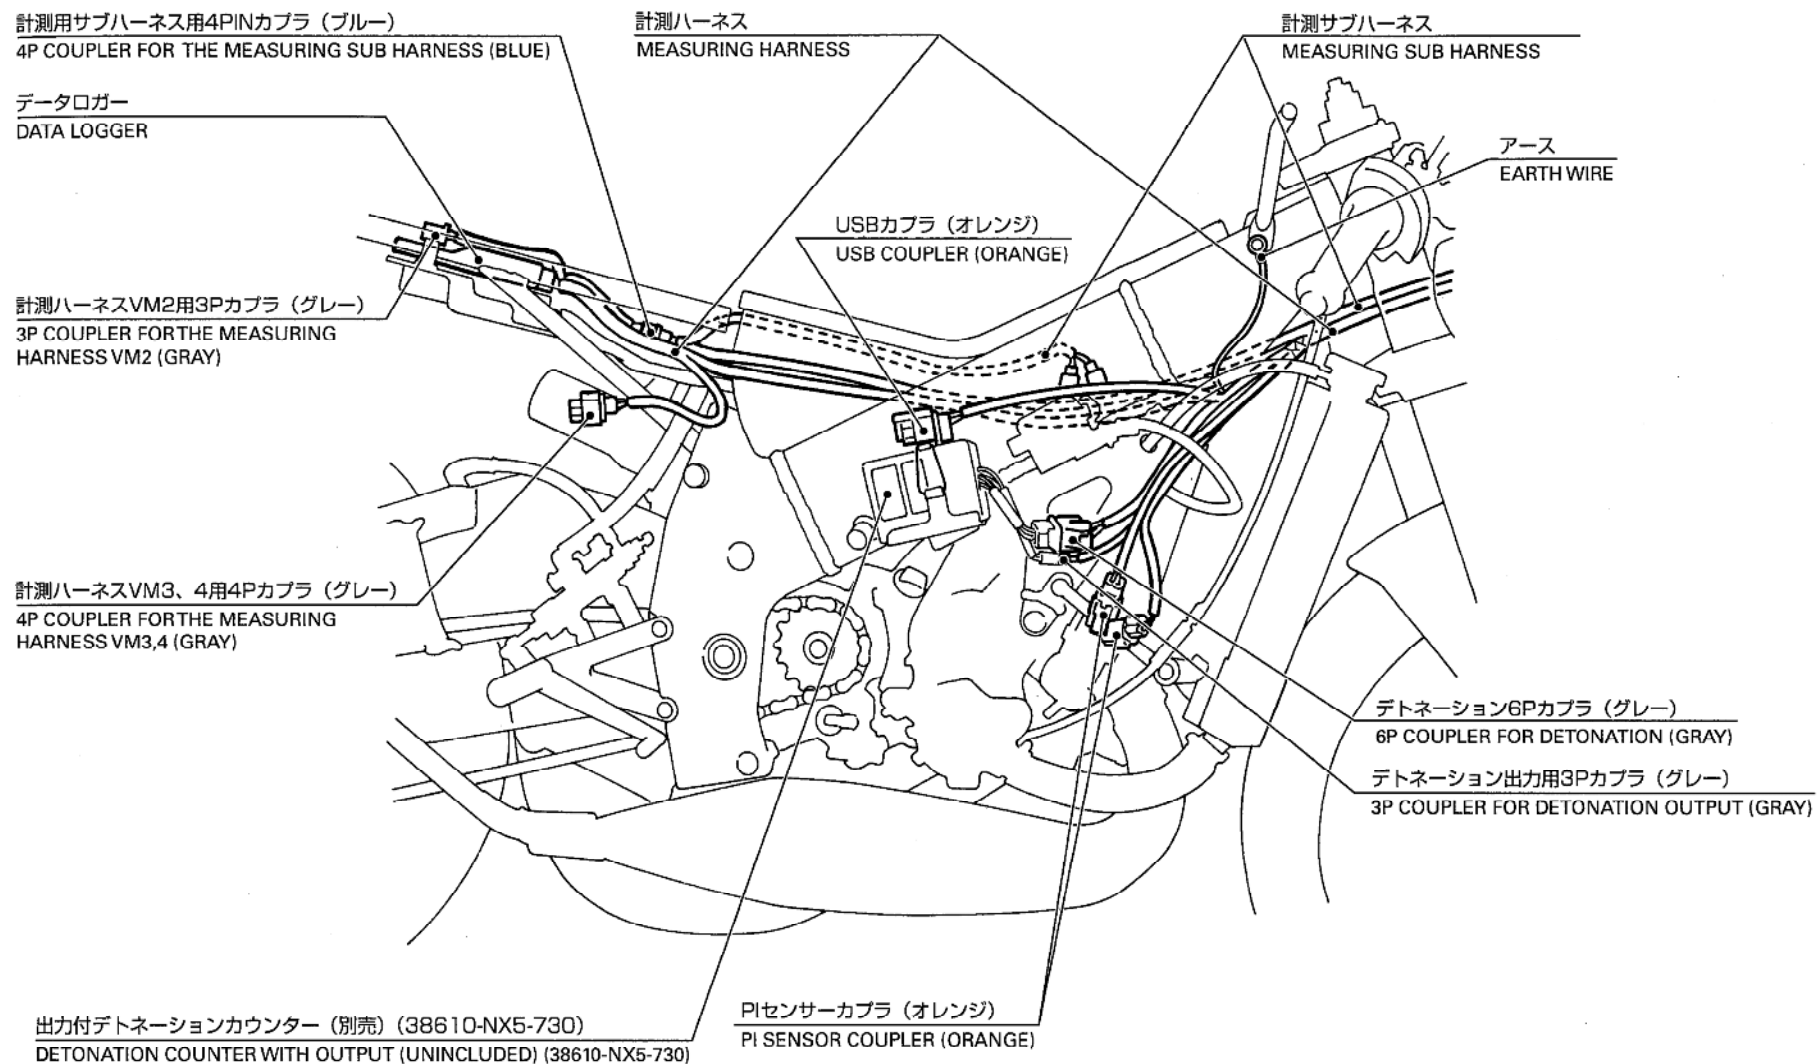 計測用サブハーネス用4PINカプラ（ブルー）
4P COUPLER FOR THE MEASURING SUB HARNESS (BLUE)
計測ハーネス
MEASURING HARNESS
計測サブハーネス
MEASURING SUB HARNESS
データロガー
DATA LOGGER
アース
EARTH WIRE
USBカプラ（オレンジ）
USB COUPLER (ORANGE)
計測ハーネスVM2用3Pカプラ（グレー）
3P COUPLER FOR THE MEASURING
HARNESS VM2 (GRAY)
計測ハーネスVM3、4用4Pカプラ（グレー）
4P COUPLER FOR THE MEASURING
HARNESS VM3,4 (GRAY)
デトネーション6Pカプラ（グレー）
6P COUPLER FOR DETONATION (GRAY)
デトネーション出力用3Pカプラ（グレー）
3P COUPLER FOR DETONATION OUTPUT (GRAY)
PIセンサーカプラ（オレンジ）
PI SENSOR COUPLER (ORANGE)
出力付デトネーションカウンター（別売）（38610-NX5-730）
DETONATION COUNTER WITH OUTPUT (UNINCLUDED) (38610-NX5-730)